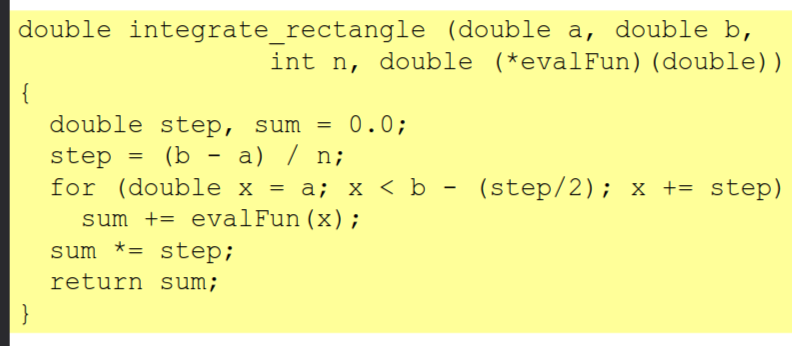 double integrate_rectangle (double a, double b,
int n, double (*evalFun)(double))
{
double step, sum = 0.0;
step = (b - a) / n;
for (double x = a; x < b - (step/2); x += step)
sum += evalFun(x);
sum *= step;
return sum;
}